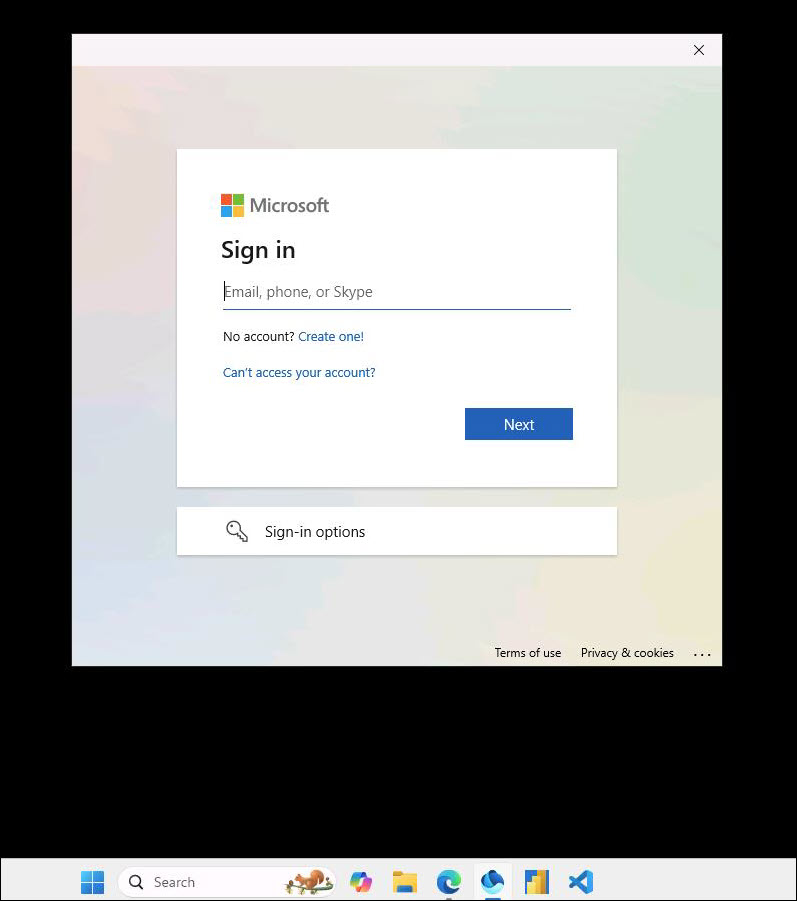 Microsoft
Sign in
Email, phone, or Skype
No account? Create one!
Can't access your account?
Next
Sign-in options
Terms of use Privacy & cookies ...
Search